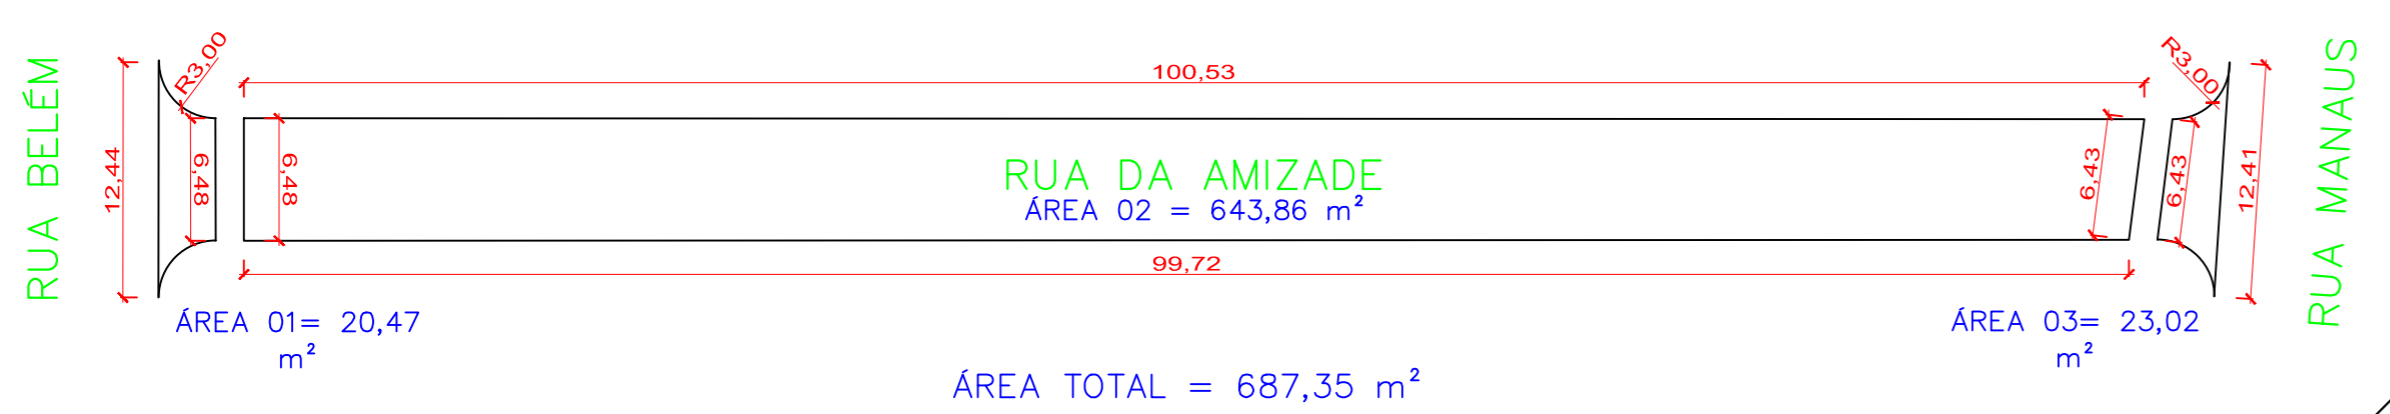 RUA BELÉM
12,44
R3,00
6,48
6,48
100,53
RUA DA AMIZADE
ÁREA 02 = 643,86 m²
99,72
6,43
R3,00
6,43
12,41
RUA MANAUS
ÁREA 01= 20,47
m²
ÁREA 03= 23,02
m²
ÁREA TOTAL = 687,35 m²